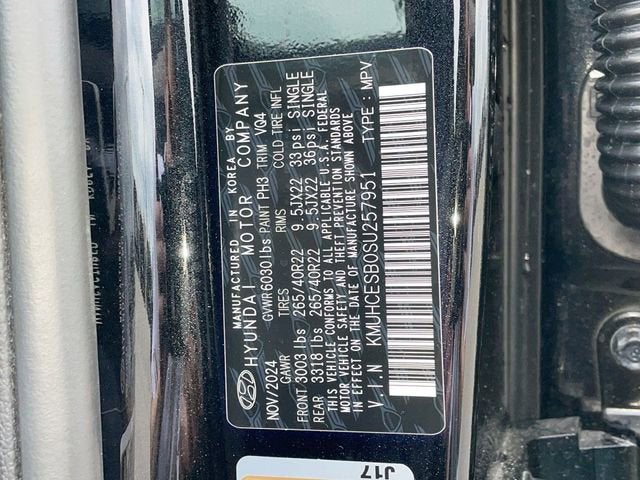 MANUFACTURED IN KOREA BY
HYUNDAI MOTOR COMPANY
NOV/2024 GVWR 6030 lbs PAINT PH3 TRIM VQ4
GAWR TIRES RIMS COLD TIRE INFL
FRONT 3003 lbs 265/40R22 9.5JX22 33psi SINGLE
REAR 3318 lbs 265/40R22 9.5JX22 36psi SINGLE
THIS VEHICLE CONFORMS TO ALL APPLICABLE U.S.A. FEDERAL
MOTOR VEHICLE SAFETY AND THEFT PREVENTION STANDARDS
IN EFFECT ON THE DATE OF MANUFACTURE SHOWN ABOVE
VIN KMUHCESB0SU257951 TYPE : MPV
J17